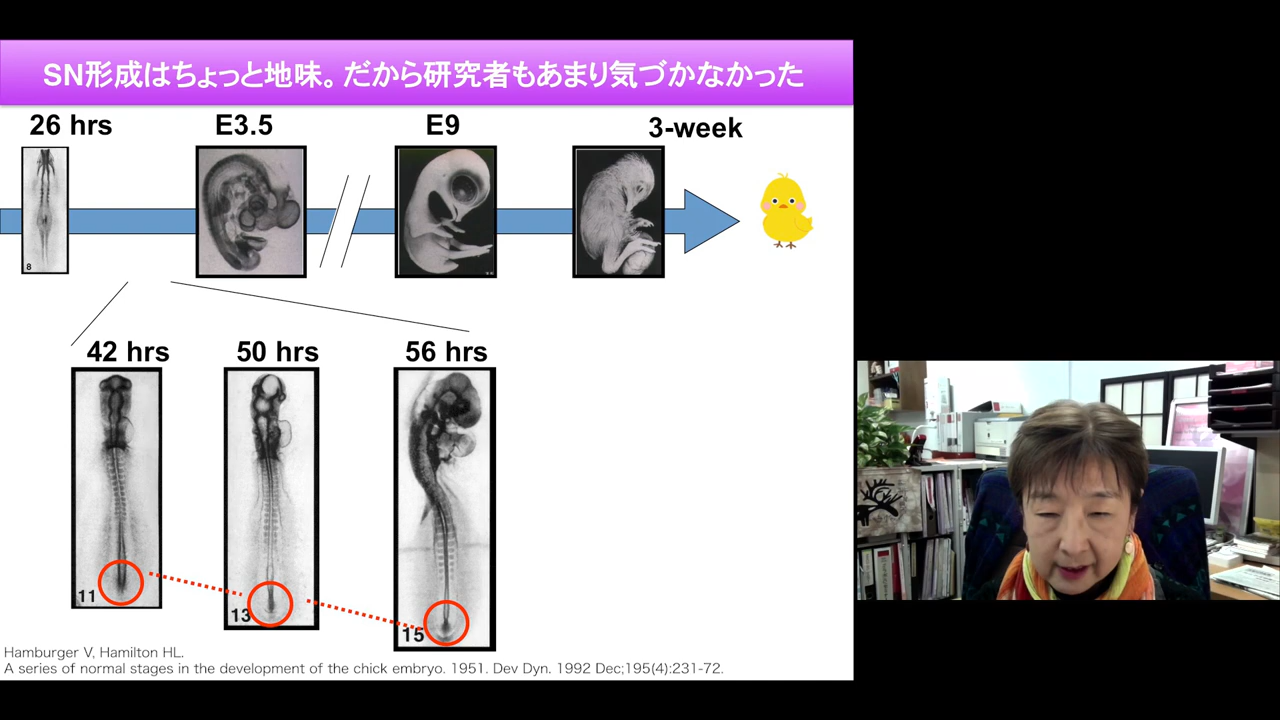 SN形成はちょっと地味。だから研究者もあまり気づかなかった
26 hrs
E3.5
E9
3-week
8
42 hrs
50 hrs
56 hrs
11
13
15
Hamburger V, Hamilton HL.
A series of normal stages in the development of the chick embryo. 1951. Dev Dyn. 1992 Dec;195(4):231-72.